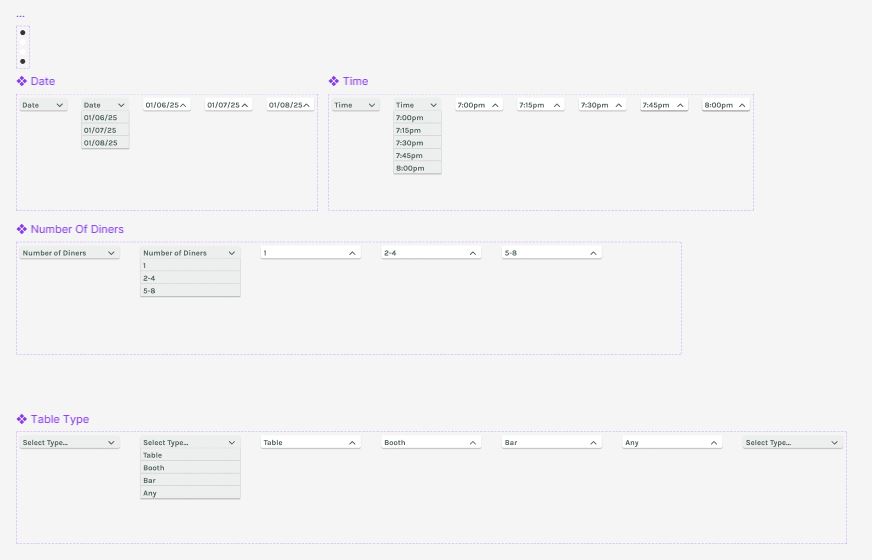 ...
Date
Time
Date Date 01/06/25 01/07/25 01/08/25
Time Time 7:00pm 7:15pm 7:30pm 7:45pm 8:00pm
01/06/25
01/07/25
01/08/25
7:00pm
7:15pm
7:30pm
7:45pm
8:00pm
Number Of Diners
Number of Diners Number of Diners 1 2-4 5-8
1
2-4
5-8
Table Type
Select Type... Select Type... Table Booth Bar Any Select Type...
Table
Booth
Bar
Any